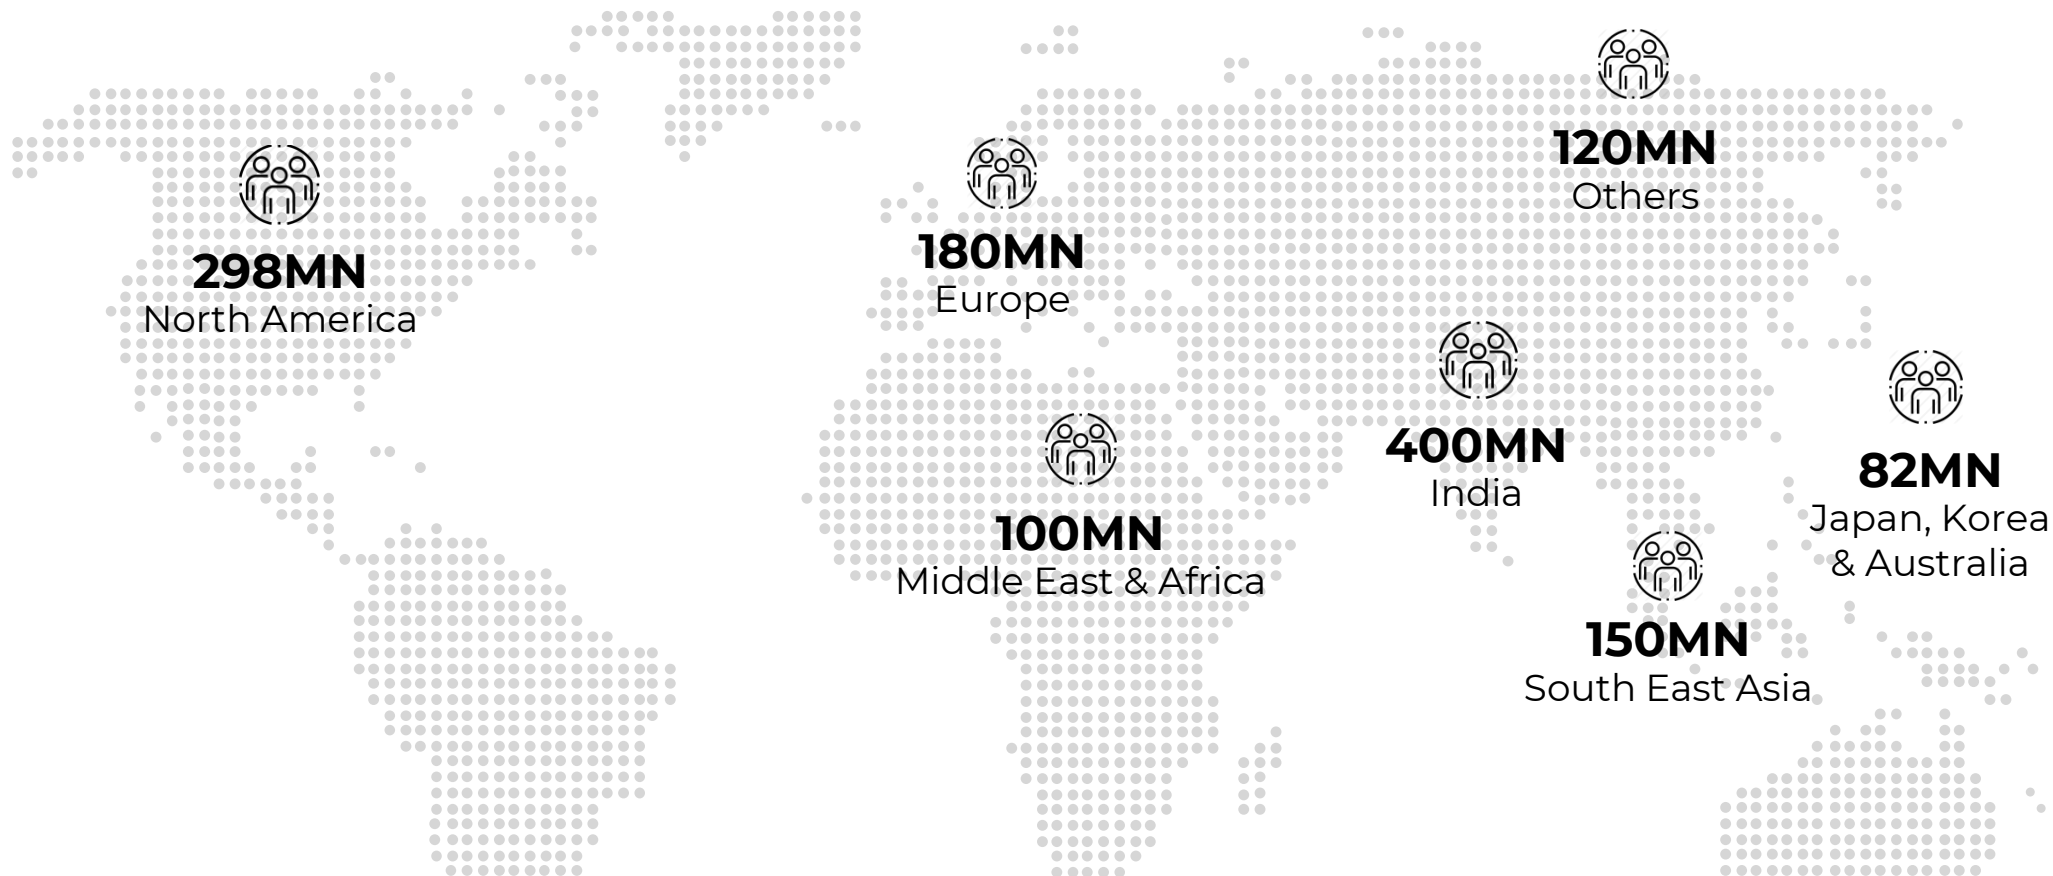 298MN
North America
180MN
Europe
120MN
Others
100MN
Middle East & Africa
400MN
India
82MN
Japan, Korea
& Australia
150MN
South East Asia